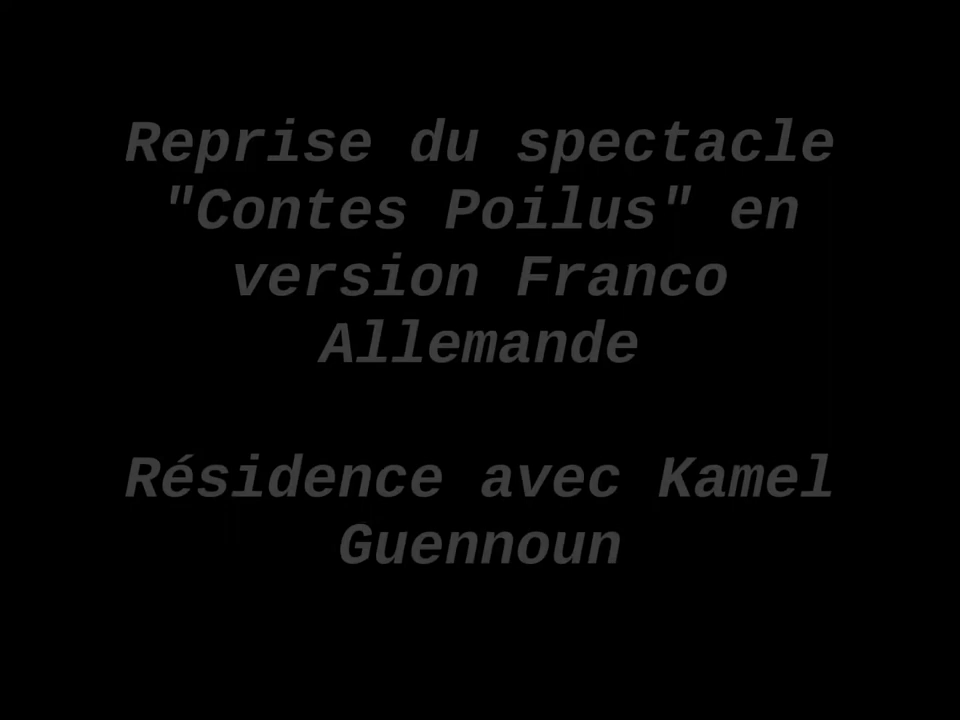 Reprise du spectacle
"Contes Poilus" en
version Franco
Allemande
Résidence avec Kamel
Guennoun